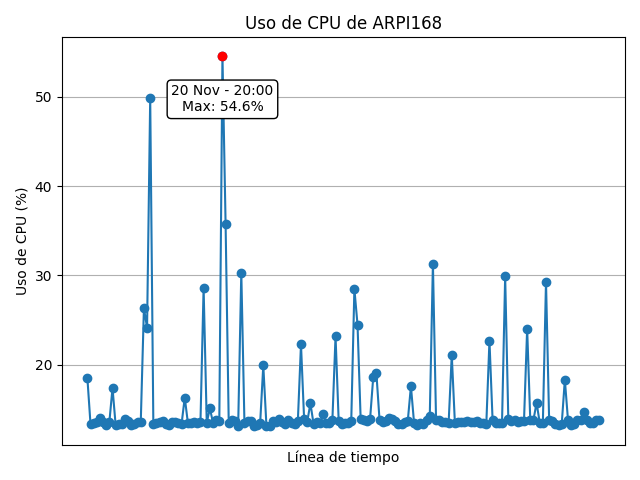 Uso de CPU de ARPI168
20 Nov - 20:00
Max: 54.6%
50
40
30
20
Uso de CPU (%)
Línea de tiempo